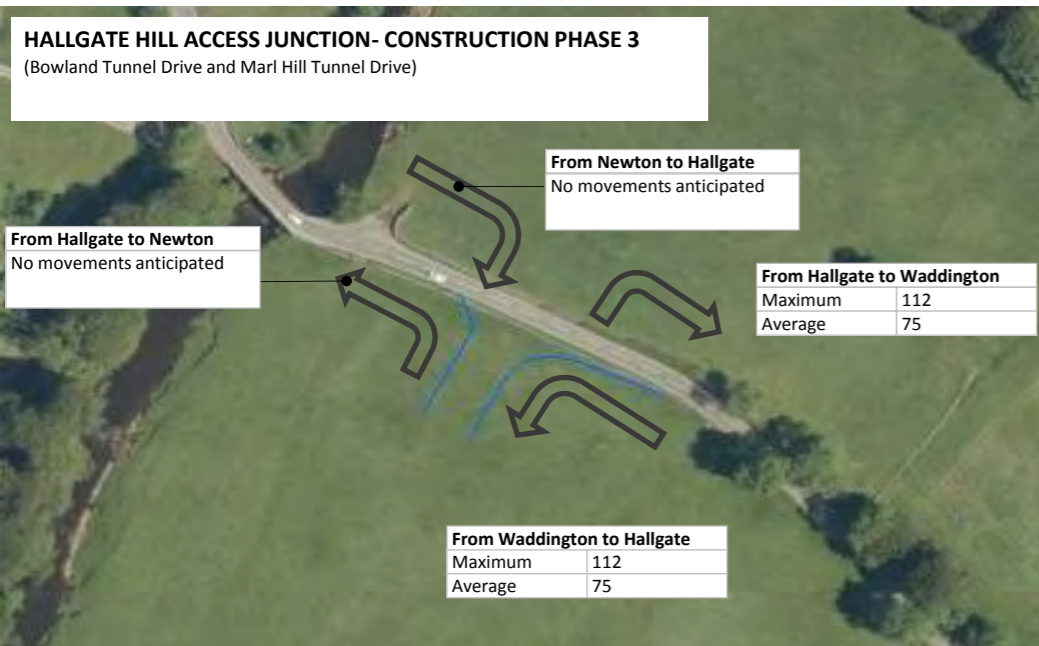 HALLGATE HILL ACCESS JUNCTION- CONSTRUCTION PHASE 3
(Bowland Tunnel Drive and Marl Hill Tunnel Drive)
From Newton to Hallgate
No movements anticipated
From Hallgate to Newton
No movements anticipated
From Hallgate to Waddington
Maximum 112
Average 75
From Waddington to Hallgate
Maximum 112
Average 75